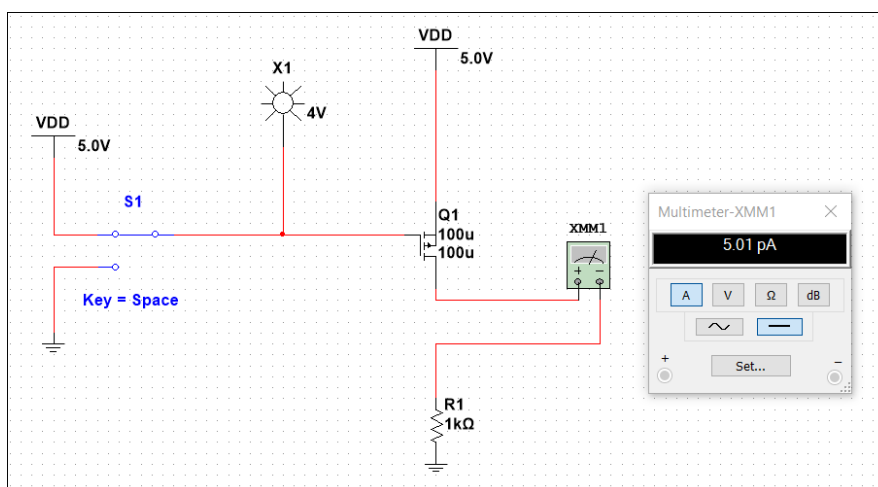 VDD
5.0V
X1
4V
VDD
5.0V
S1
Key = Space
Q1
100u
100u
XMM1
+ −
R1
1kΩ
Multimeter-XMM1
5.01 pA
A V Ω dB
+ Set... −